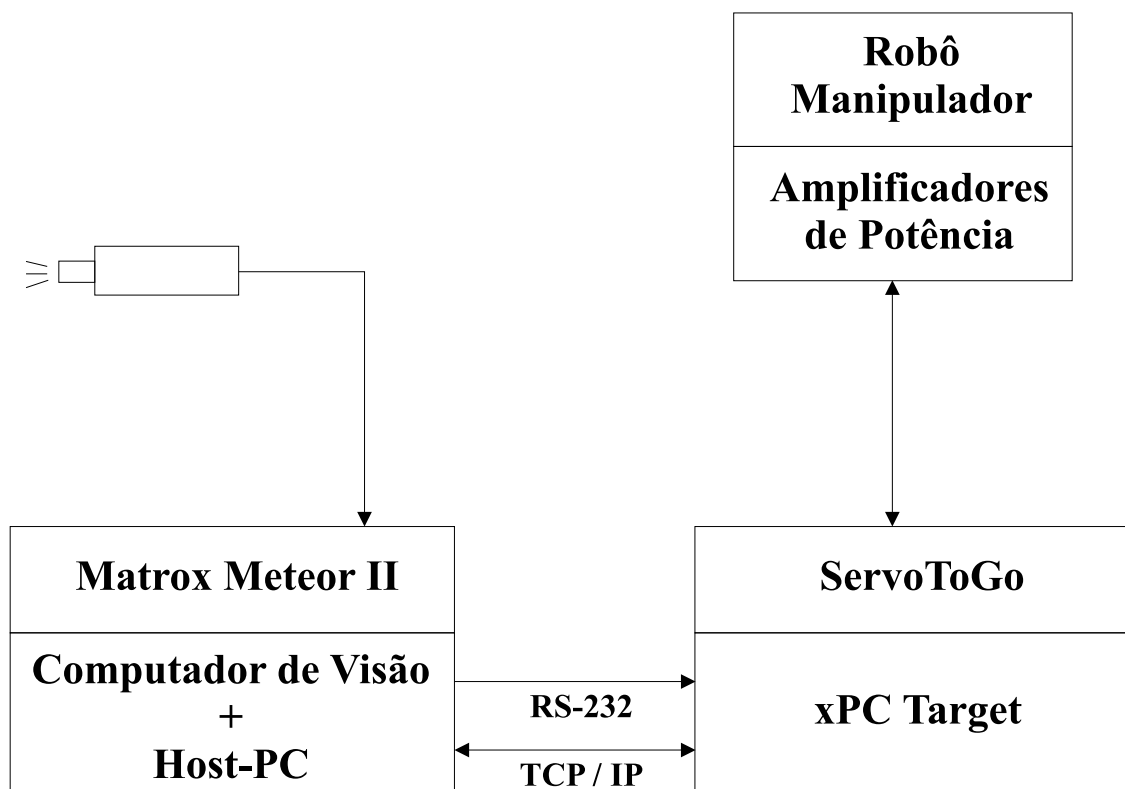 Robô
Manipulador
Amplificadores
de Potência
Matrox Meteor II
ServoToGo
Computador de Visão
+
Host-PC
RS-232
TCP / IP
xPC Target